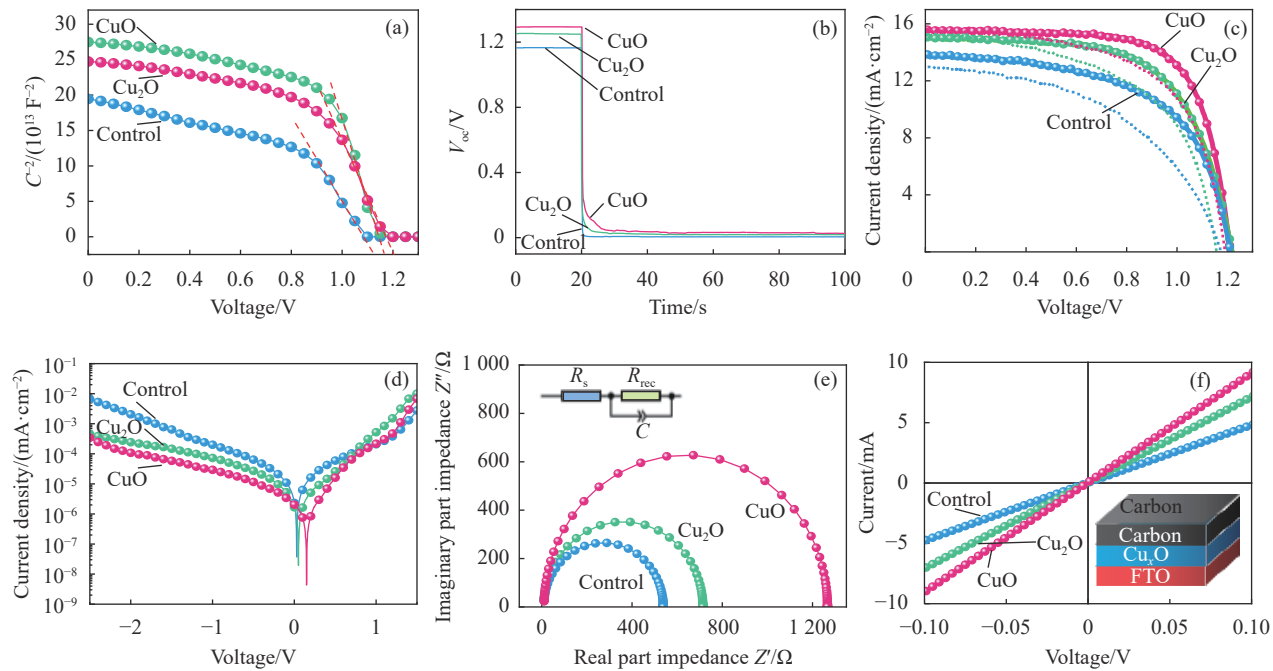 (a)
C⁻²/(10¹³ F⁻²)
30
25
20
15
10
5
0
CuO
Cu₂O
Control
0 0.2 0.4 0.6 0.8 1.0 1.2
Voltage/V
(b)
V_oc/V
1.2
0.8
0.4
0
CuO
Cu₂O
Control
Cu₂O
CuO
Control
0 20 40 60 80 100
Time/s
(c)
Current density/(mA·cm⁻²)
16
12
8
4
CuO
Cu₂O
Control
0 0.2 0.4 0.6 0.8 1.0 1.2
Voltage/V
(d)
Current density/(mA·cm⁻²)
10⁻¹
10⁻²
10⁻³
10⁻⁴
10⁻⁵
10⁻⁶
10⁻⁷
10⁻⁸
10⁻⁹
Control
Cu₂O
CuO
−2 −1 0 1
Voltage/V
(e)
Imaginary part impedance Z″/Ω
1 000
800
600
400
200
0
R_s R_rec
C
CuO
Cu₂O
Control
0 400 800 1 200
Real part impedance Z′/Ω
(f)
Current/mA
10
5
0
−5
−10
Control
Cu₂O
CuO
Carbon
Carbon
CuₓO
FTO
−0.10 −0.05 0 0.05 0.10
Voltage/V